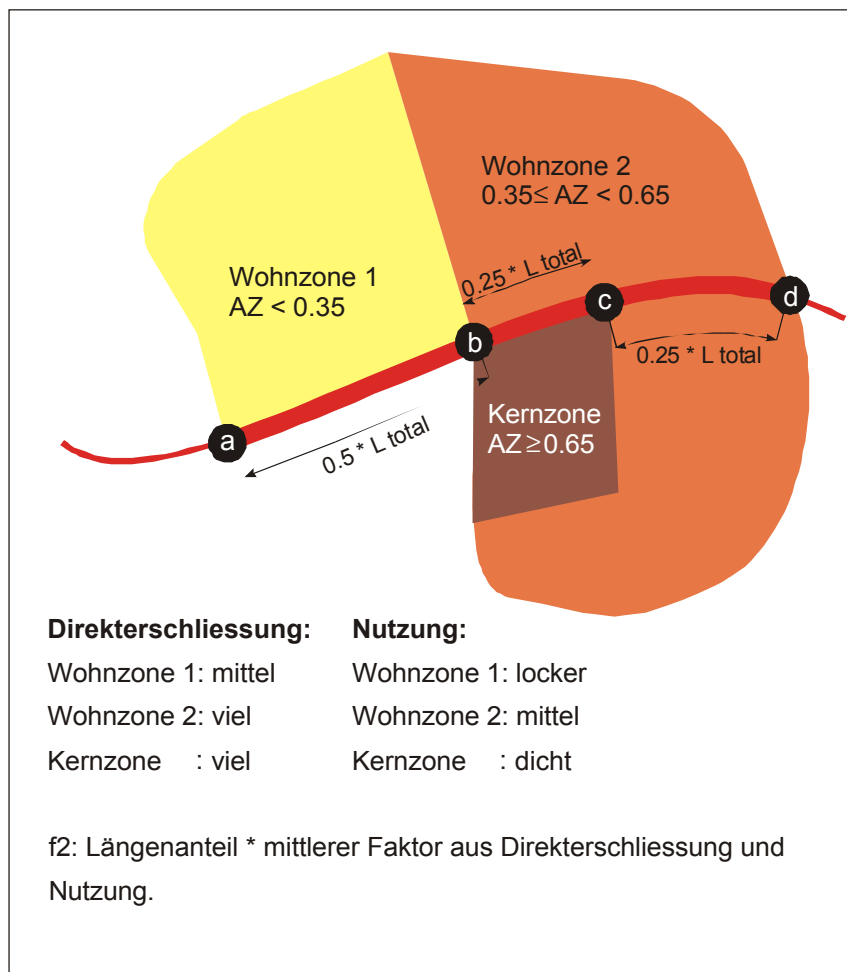 Wohnzone 2
0.35≤ AZ < 0.65
Wohnzone 1
AZ < 0.35
0.25 * L total
a
b
c
d
0.25 * L total
0.5 * L total
Kernzone
AZ ≥0.65
Direkterschliessung: Nutzung:
Wohnzone 1: mittel Wohnzone 1: locker
Wohnzone 2: viel Wohnzone 2: mittel
Kernzone : viel Kernzone : dicht
f2: Längenanteil * mittlerer Faktor aus Direkterschliessung und
Nutzung.